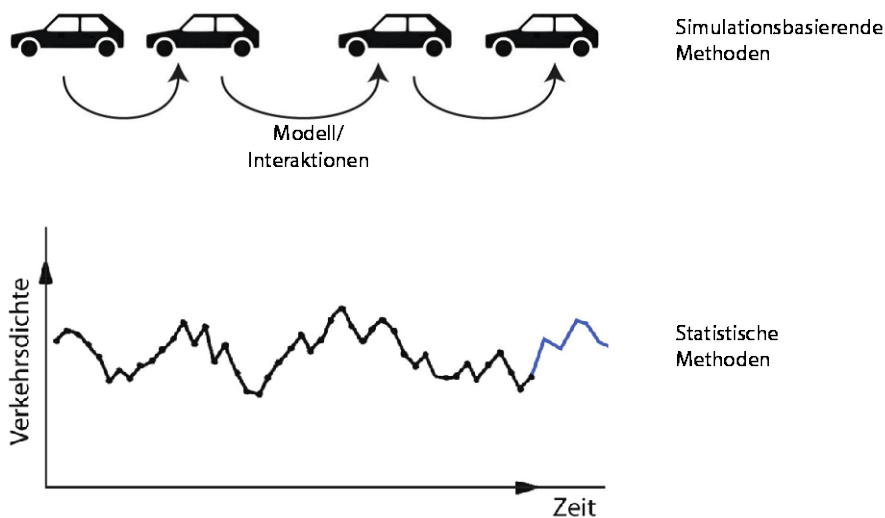 Simulationsbasierende
Methoden
Modell/
Interaktionen
Verkehrsdichte
Statistische
Methoden
Zeit